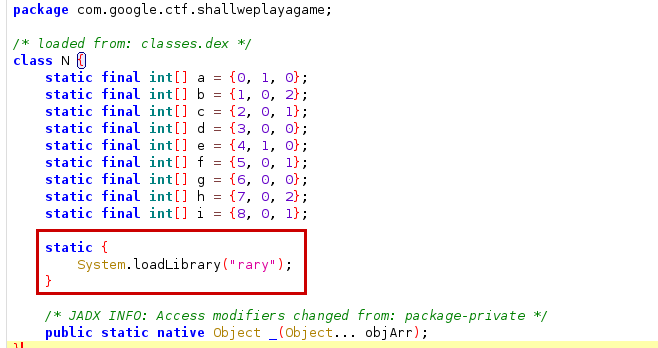 package com.google.ctf.shallweplayagame;
/* loaded from: classes.dex */
class N {
static final int[] a = {0, 1, 0};
static final int[] b = {1, 0, 2};
static final int[] c = {2, 0, 1};
static final int[] d = {3, 0, 0};
static final int[] e = {4, 1, 0};
static final int[] f = {5, 0, 1};
static final int[] g = {6, 0, 0};
static final int[] h = {7, 0, 2};
static final int[] i = {8, 0, 1};
static {
System.loadLibrary("rary");
}
/* JADX INFO: Access modifiers changed from: package-private */
public static native Object _(Object... objArr);
}